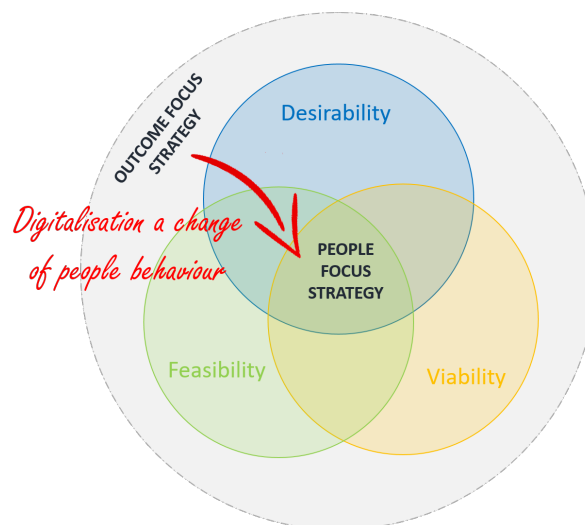 OUTCOME FOCUS
STRATEGY
Desirability
Digitalisation a change
of people behaviour
PEOPLE
FOCUS
STRATEGY
Feasibility
Viability